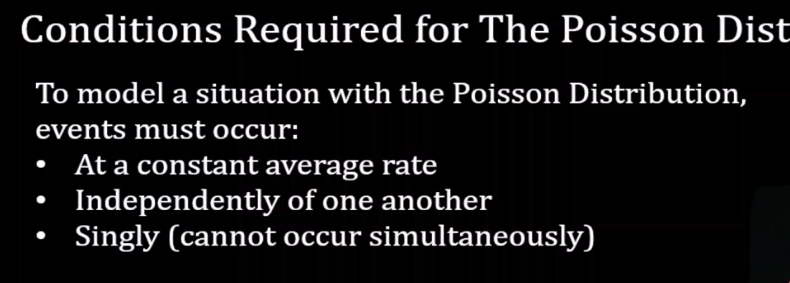 Conditions Required for The Poisson Dist
To model a situation with the Poisson Distribution,
events must occur:
• At a constant average rate
• Independently of one another
• Singly (cannot occur simultaneously)